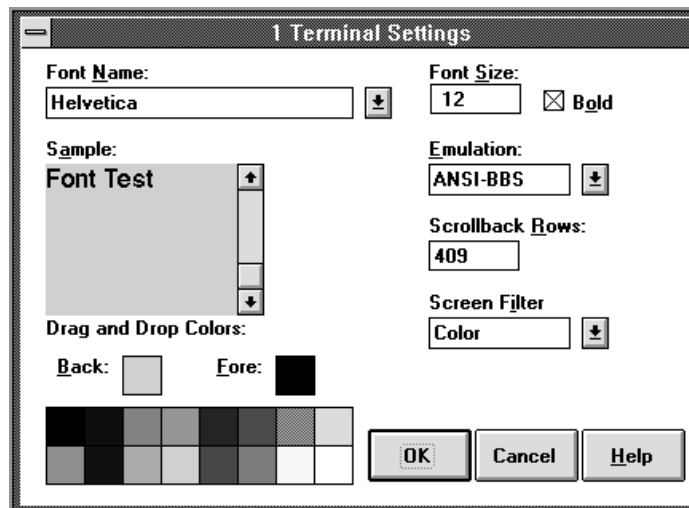 1 Terminal Settings
Font Name:
Helvetica
Font Size:
12
Bold
Sample:
Font Test
Emulation:
ANSI-BBS
Scrollback Rows:
409
Screen Filter
Color
Drag and Drop Colors:
Back:
Fore:
OK
Cancel
Help